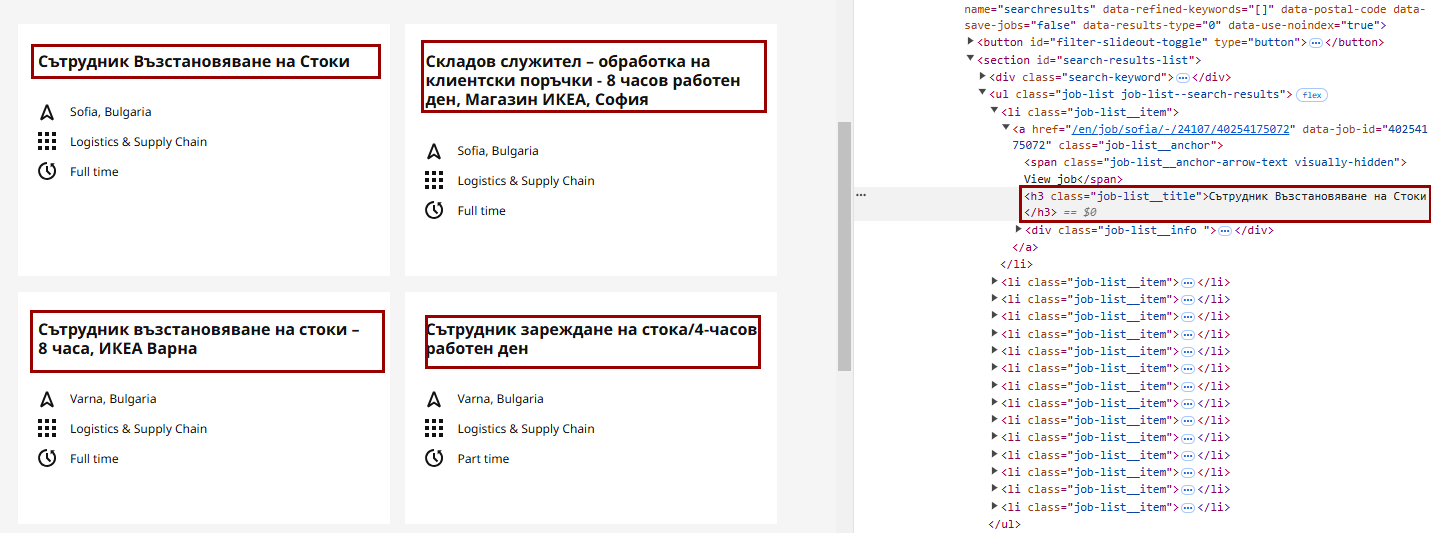 Сътрудник Възстановяване на Стоки
Sofia, Bulgaria
Logistics & Supply Chain
Full time
Складов служител – обработка на
клиентски поръчки - 8 часов работен
ден, Магазин ИКЕА, София
Sofia, Bulgaria
Logistics & Supply Chain
Full time
Сътрудник възстановяване на стоки –
8 часа, ИКЕА Варна
Varna, Bulgaria
Logistics & Supply Chain
Full time
Сътрудник зареждане на стока/4-часов
работен ден
Varna, Bulgaria
Logistics & Supply Chain
Part time
name="searchresults" data-refined-keywords="[]" data-postal-code data-
save-jobs="false" data-results-type="0" data-use-noindex="true">
<button id="filter-slideout-toggle" type="button">…</button>
<section id="search-results-list">
<div class="search-keyword">…</div>
<ul class="job-list job-list--search-results"> flex
<li class="job-list__item">
<a href="/en/job/sofia/-/24107/40254175072" data-job-id="402541
75072" class="job-list__anchor">
<span class="job-list__anchor-arrow-text visually-hidden">
View job</span>
… <h3 class="job-list__title">Сътрудник Възстановяване на Стоки
</h3> == $0
<div class="job-list__info ">…</div>
</a>
</li>
<li class="job-list__item">…</li>
<li class="job-list__item">…</li>
<li class="job-list__item">…</li>
<li class="job-list__item">…</li>
<li class="job-list__item">…</li>
<li class="job-list__item">…</li>
<li class="job-list__item">…</li>
<li class="job-list__item">…</li>
<li class="job-list__item">…</li>
<li class="job-list__item">…</li>
<li class="job-list__item">…</li>
<li class="job-list__item">…</li>
<li class="job-list__item">…</li>
<li class="job-list__item">…</li>
</ul>